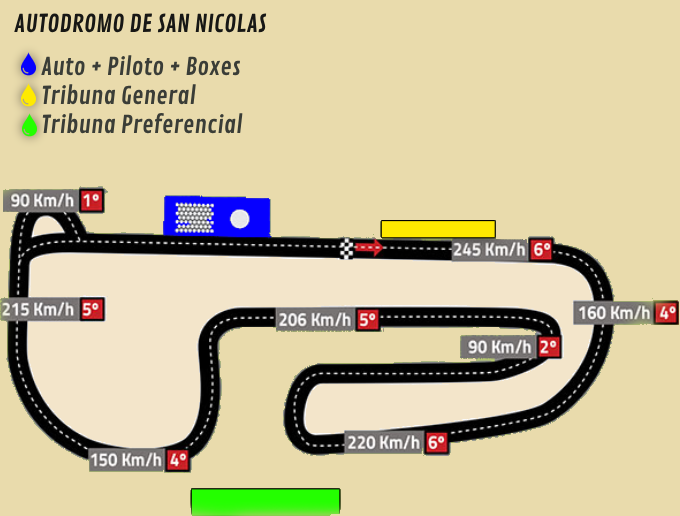 AUTODROMO DE SAN NICOLAS
Auto + Piloto + Boxes
Tribuna General
Tribuna Preferencial
90 Km/h 1°
245 Km/h 6°
215 Km/h 5°
206 Km/h 5°
160 Km/h 4°
90 Km/h 2°
220 Km/h 6°
150 Km/h 4°